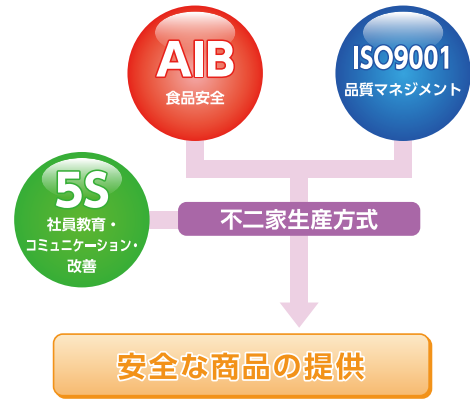 AIB
食品安全
ISO9001
品質マネジメント
5S
社員教育・
コミュニケーション・
改善
不二家生産方式
安全な商品の提供